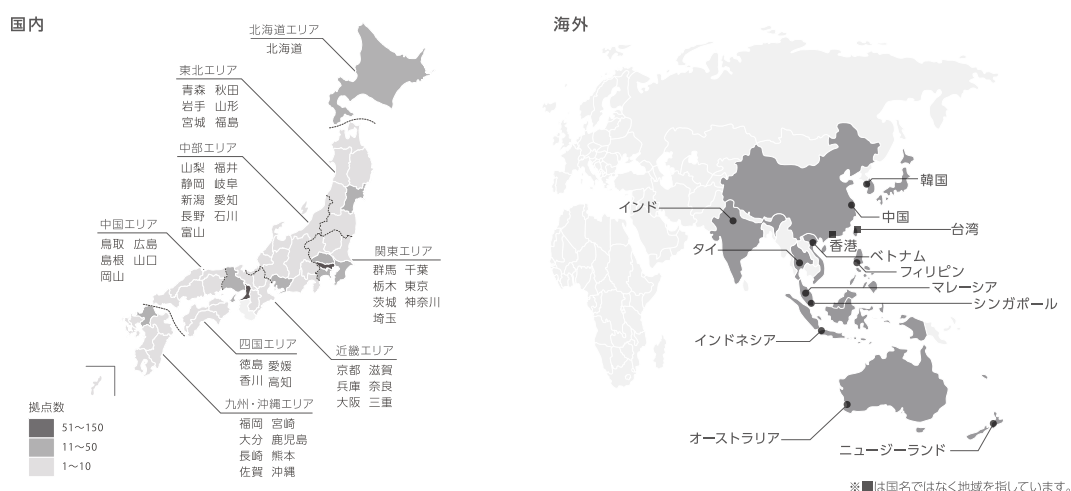 国内
北海道エリア
北海道
東北エリア
青森 秋田
岩手 山形
宮城 福島
中部エリア
山梨 福井
静岡 岐阜
新潟 愛知
長野 石川
富山
中国エリア
鳥取 広島
島根 山口
岡山
関東エリア
群馬 千葉
栃木 東京
茨城 神奈川
埼玉
四国エリア
徳島 愛媛
香川 高知
近畿エリア
京都 滋賀
兵庫 奈良
大阪 三重
九州・沖縄エリア
福岡 宮崎
大分 鹿児島
長崎 熊本
佐賀 沖縄
拠点数
51〜150
11〜50
1〜10
海外
韓国
インド
中国
台湾
香港
タイ
ベトナム
フィリピン
マレーシア
シンガポール
インドネシア
オーストラリア
ニュージーランド
※■は国名ではなく地域を指しています。